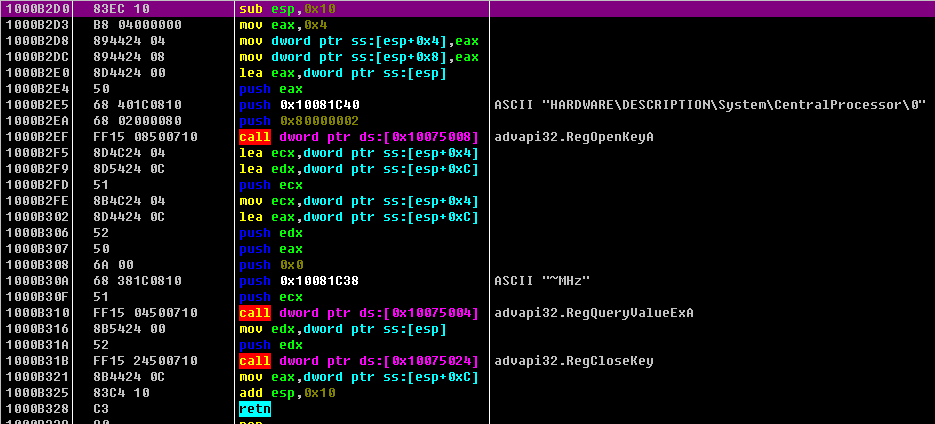 1000B2D0 83EC 10 sub esp,0x10
1000B2D3 B8 04000000 mov eax,0x4
1000B2D8 894424 04 mov dword ptr ss:[esp+0x4],eax
1000B2DC 894424 08 mov dword ptr ss:[esp+0x8],eax
1000B2E0 8D4424 00 lea eax,dword ptr ss:[esp]
1000B2E4 50 push eax
1000B2E5 68 401C0810 push 0x10081C40 ASCII "HARDWARE\DESCRIPTION\System\CentralProcessor\0"
1000B2EA 68 02000080 push 0x80000002
1000B2EF FF15 08500710 call dword ptr ds:[0x10075008] advapi32.RegOpenKeyA
1000B2F5 8D4C24 04 lea ecx,dword ptr ss:[esp+0x4]
1000B2F9 8D5424 0C lea edx,dword ptr ss:[esp+0xC]
1000B2FD 51 push ecx
1000B2FE 8B4C24 04 mov ecx,dword ptr ss:[esp+0x4]
1000B302 8D4424 0C lea eax,dword ptr ss:[esp+0xC]
1000B306 52 push edx
1000B307 50 push eax
1000B308 6A 00 push 0x0
1000B30A 68 381C0810 push 0x10081C38 ASCII "~MHz"
1000B30F 51 push ecx
1000B310 FF15 04500710 call dword ptr ds:[0x10075004] advapi32.RegQueryValueExA
1000B316 8B5424 00 mov edx,dword ptr ss:[esp]
1000B31A 52 push edx
1000B31B FF15 24500710 call dword ptr ds:[0x10075024] advapi32.RegCloseKey
1000B321 8B4424 0C mov eax,dword ptr ss:[esp+0xC]
1000B325 83C4 10 add esp,0x10
1000B328 C3 retn